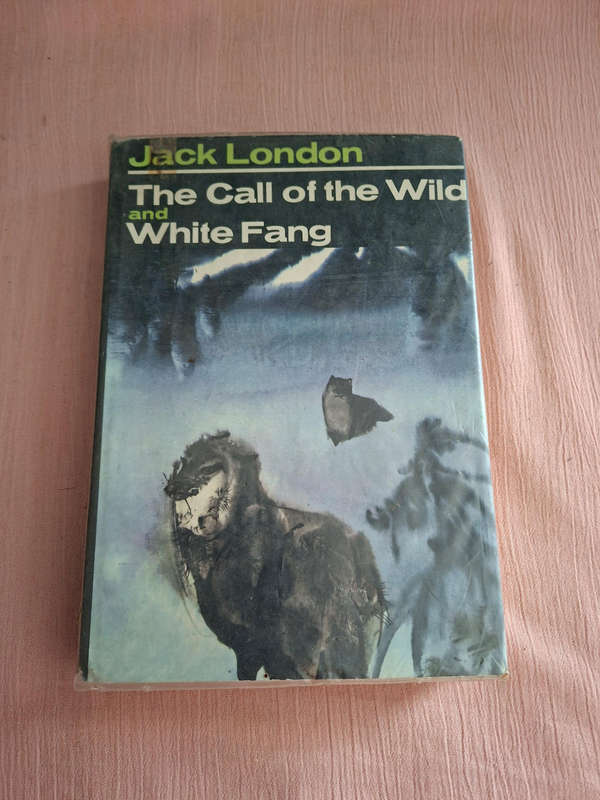 Jack London
The Call of the Wild
and
White Fang